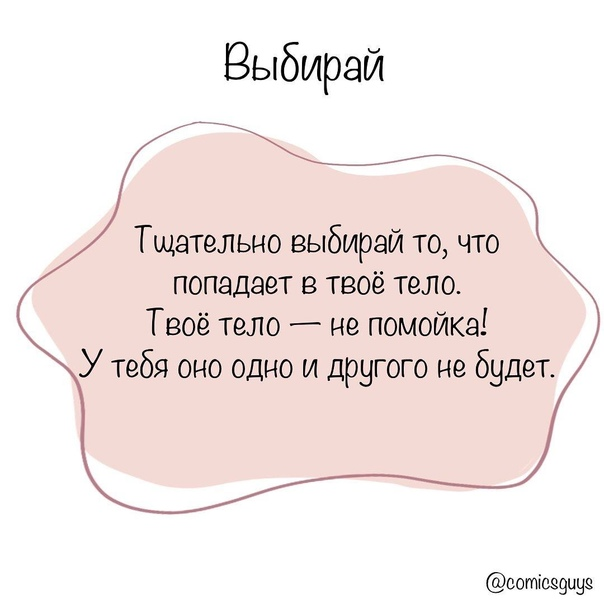 Выбирай
Тщательно выбирай то, что
попадает в твоё тело.
Твоё тело — не помойка!
У тебя оно одно и другого не будет.
@comicsguys